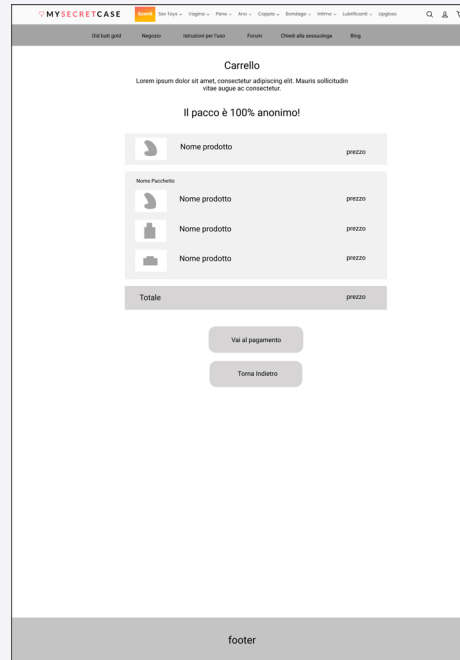 MYSECRETCASE Sconti Sex Toys Vagina Pene Ano Coppia Bondage Intimo Lubrificanti Upgloss
Old butt gold Negozio Istruzioni per l'uso Forum Chiedi alla sessuologa Blog
Carrello
Lorem ipsum dolor sit amet, consectetur adipiscing elit. Mauris sollicitudin
vitae augue ac consectetur.
Il pacco è 100% anonimo!
Nome prodotto prezzo
Nome Pacchetto
Nome prodotto prezzo
Nome prodotto prezzo
Nome prodotto prezzo
Totale prezzo
Vai al pagamento
Torna Indietro
footer